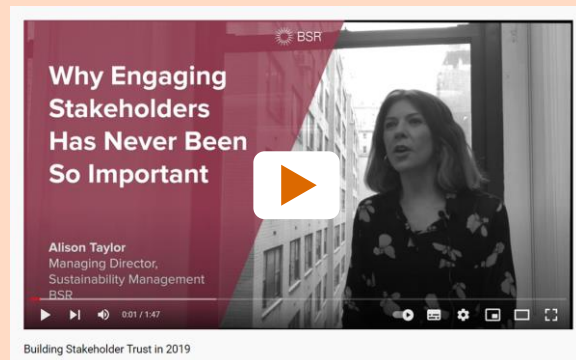 BSR
Why Engaging
Stakeholders
Has Never Been
So Important
Alison Taylor
Managing Director,
Sustainability Management
BSR
0:01 / 1:47
Building Stakeholder Trust in 2019